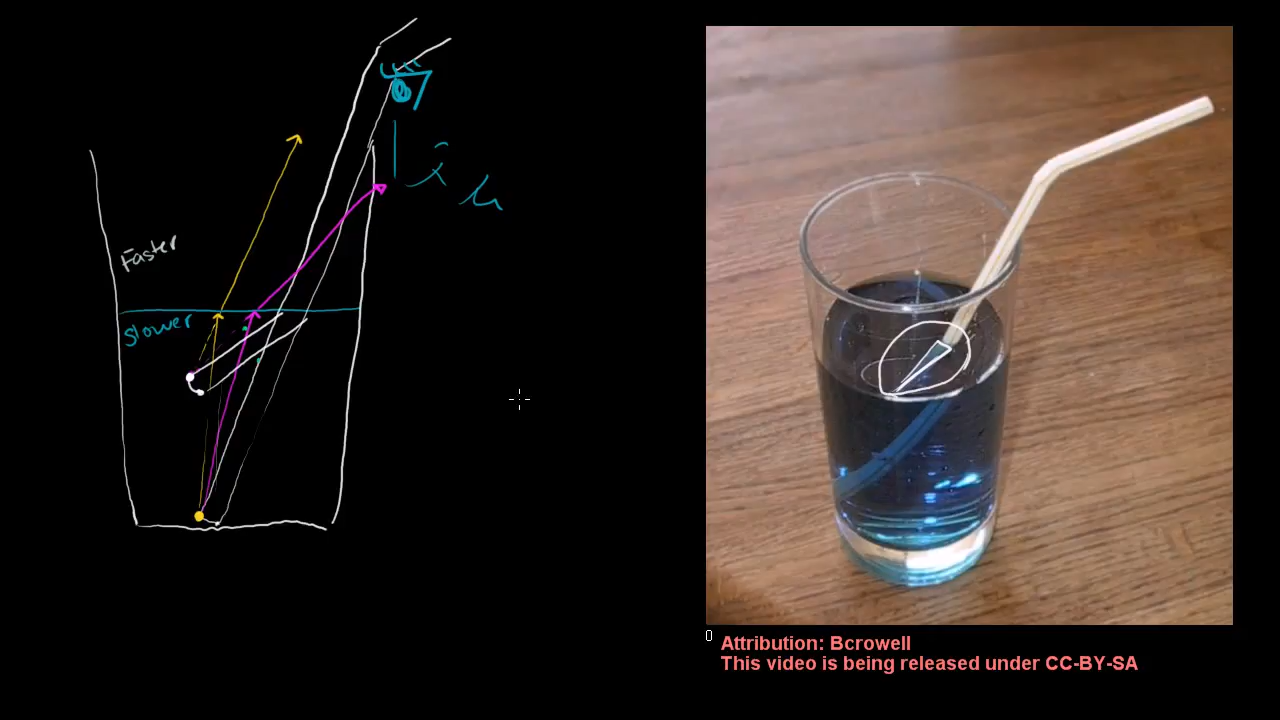 Faster
Slower
Attribution: Bcrowell
This video is being released under CC-BY-SA